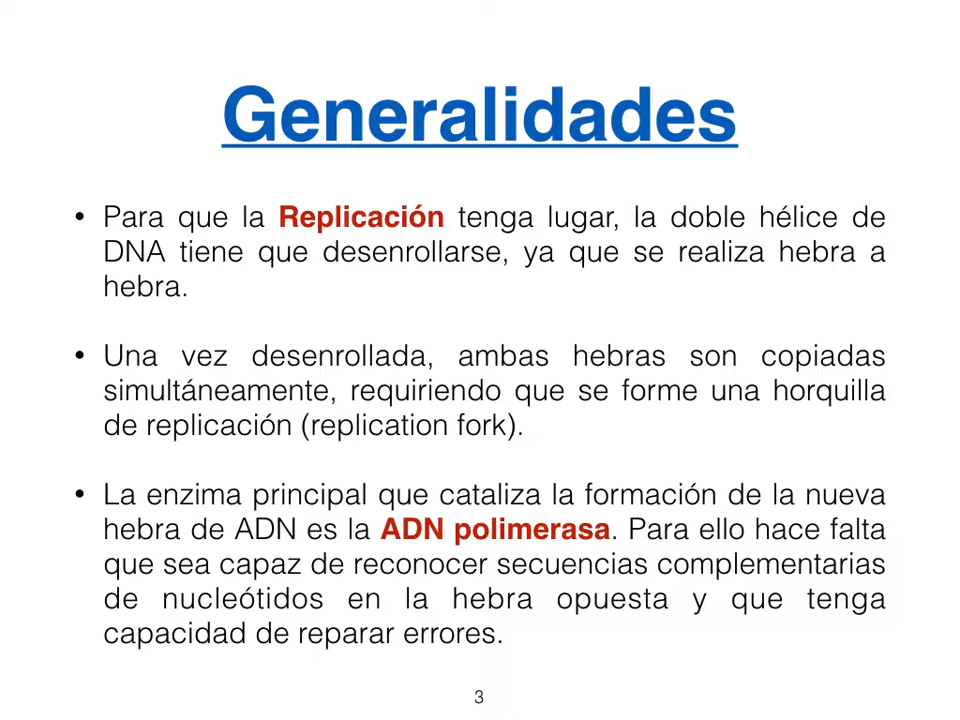 Generalidades
• Para que la Replicación tenga lugar, la doble hélice de
DNA tiene que desenrollarse, ya que se realiza hebra a
hebra.
• Una vez desenrollada, ambas hebras son copiadas
simultáneamente, requiriendo que se forme una horquilla
de replicación (replication fork).
• La enzima principal que cataliza la formación de la nueva
hebra de ADN es la ADN polimerasa. Para ello hace falta
que sea capaz de reconocer secuencias complementarias
de nucleótidos en la hebra opuesta y que tenga
capacidad de reparar errores.
3